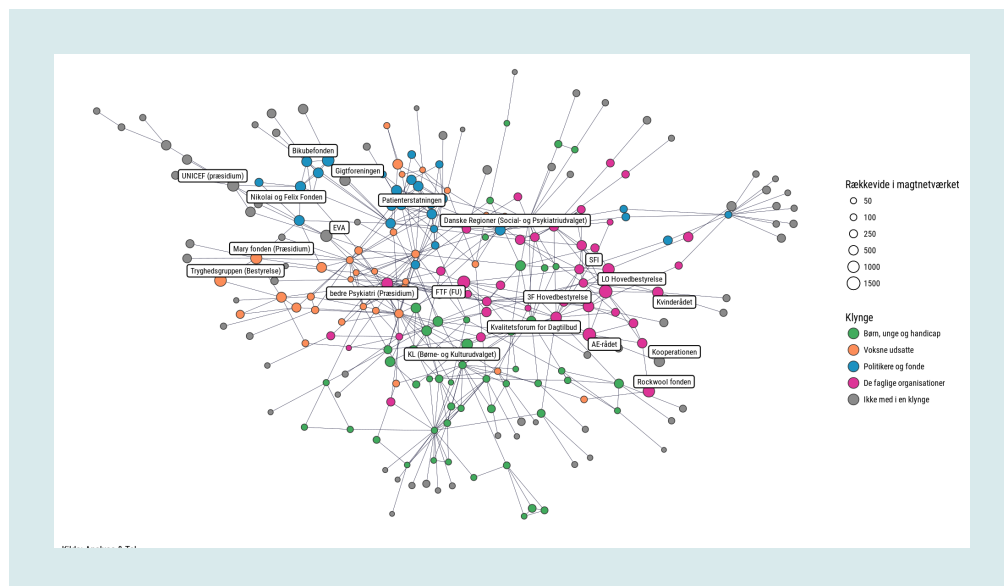 Bikubefonden
Gigtforeningen
UNICEF (præsidium)
Nikolai og Felix Fonden
Patienterstatningen
Danske Regioner (Social- og Psykiatriudvalget)
EVA
Mary fonden (Præsidium)
SFI
Tryghedsgruppen (Bestyrelse)
LO Hovedbestyrelse
bedre Psykiatri (Præsidium)
FTF (FU)
3F Hovedbestyrelse
Kvinderådet
Kvalitetsforum for Dagtilbud
AE-rådet
KL (Børne- og Kulturudvalget)
Kooperationen
Rockwool fonden
Rækkevide i magtnetværket
50
100
250
500
1000
1500
Klynge
Børn, unge og handicap
Voksne udsatte
Politikere og fonde
De faglige organisationer
Ikke med i en klynge